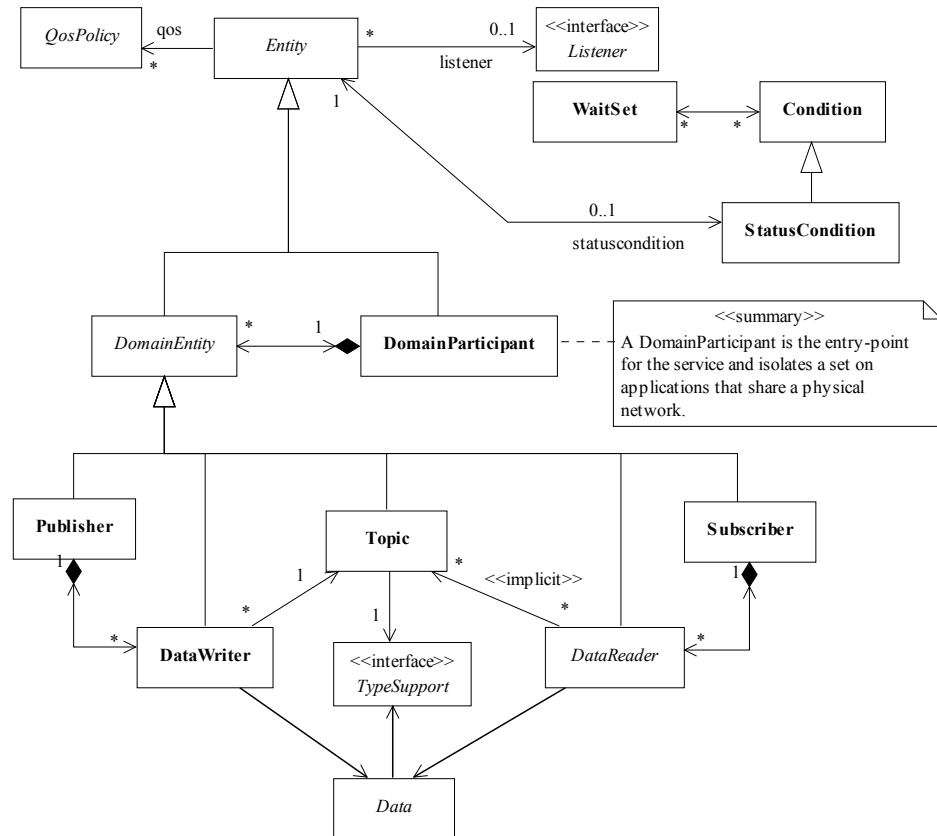 QosPolicy
qos
*
Entity
*
0..1
listener
<<interface>>
Listener
1
WaitSet
*
*
Condition
0..1
statuscondition
StatusCondition
DomainEntity
*
1
DomainParticipant
<<summary>>
A DomainParticipant is the entry-point
for the service and isolates a set on
applications that share a physical
network.
Publisher
1
*
Topic
1
*
*
<<implicit>>
*
Subscriber
1
*
DataWriter
1
<<interface>>
TypeSupport
DataReader
Data